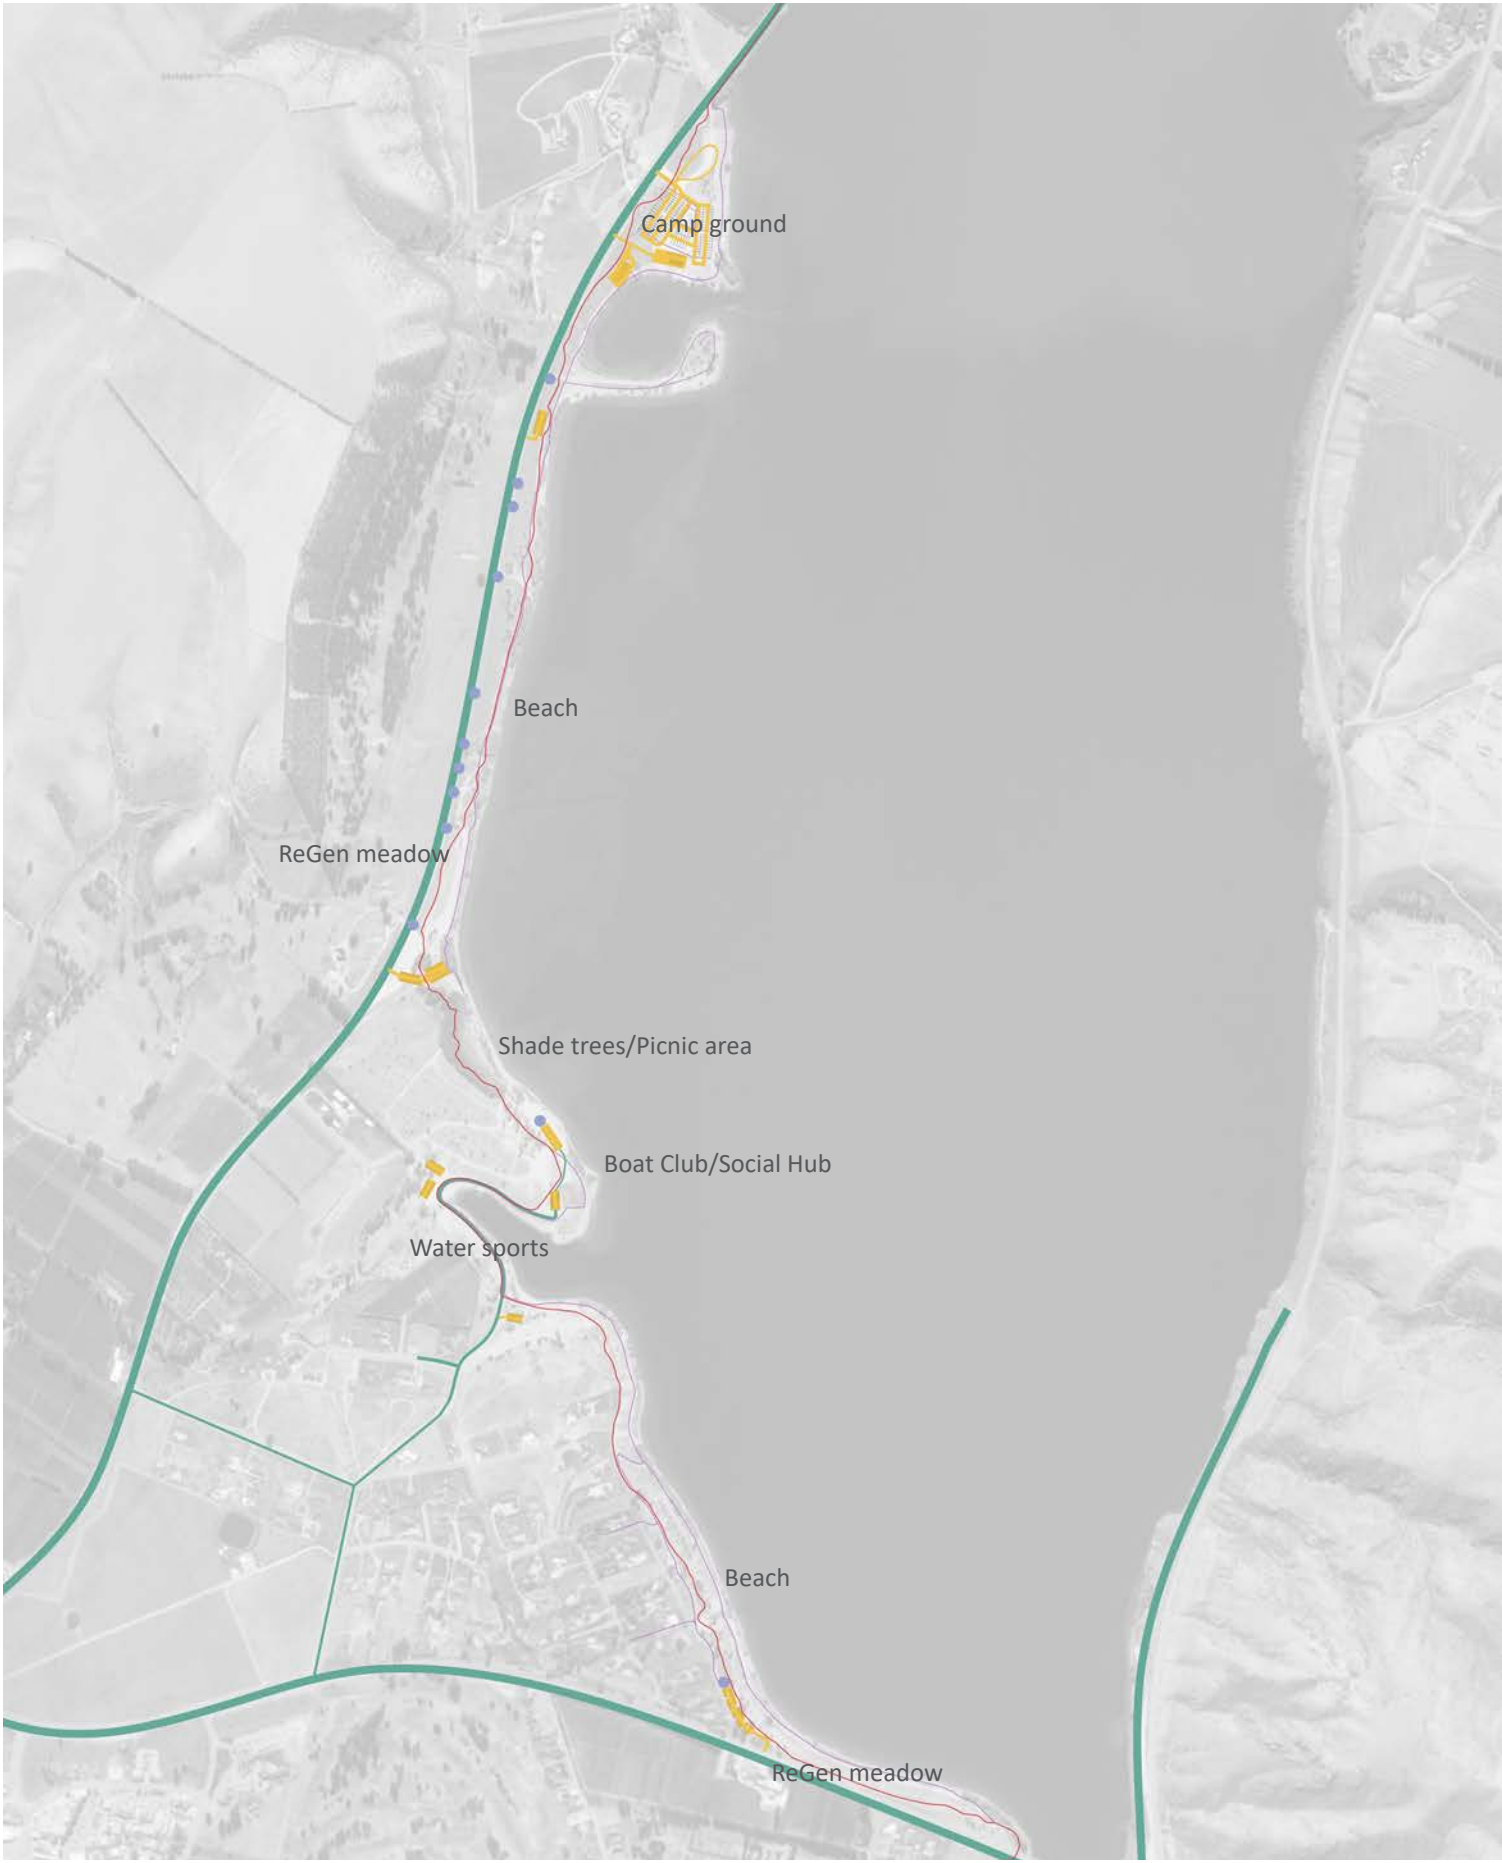 Camp ground
Beach
ReGen meadow
Shade trees/Picnic area
Boat Club/Social Hub
Water sports
Beach
ReGen meadow